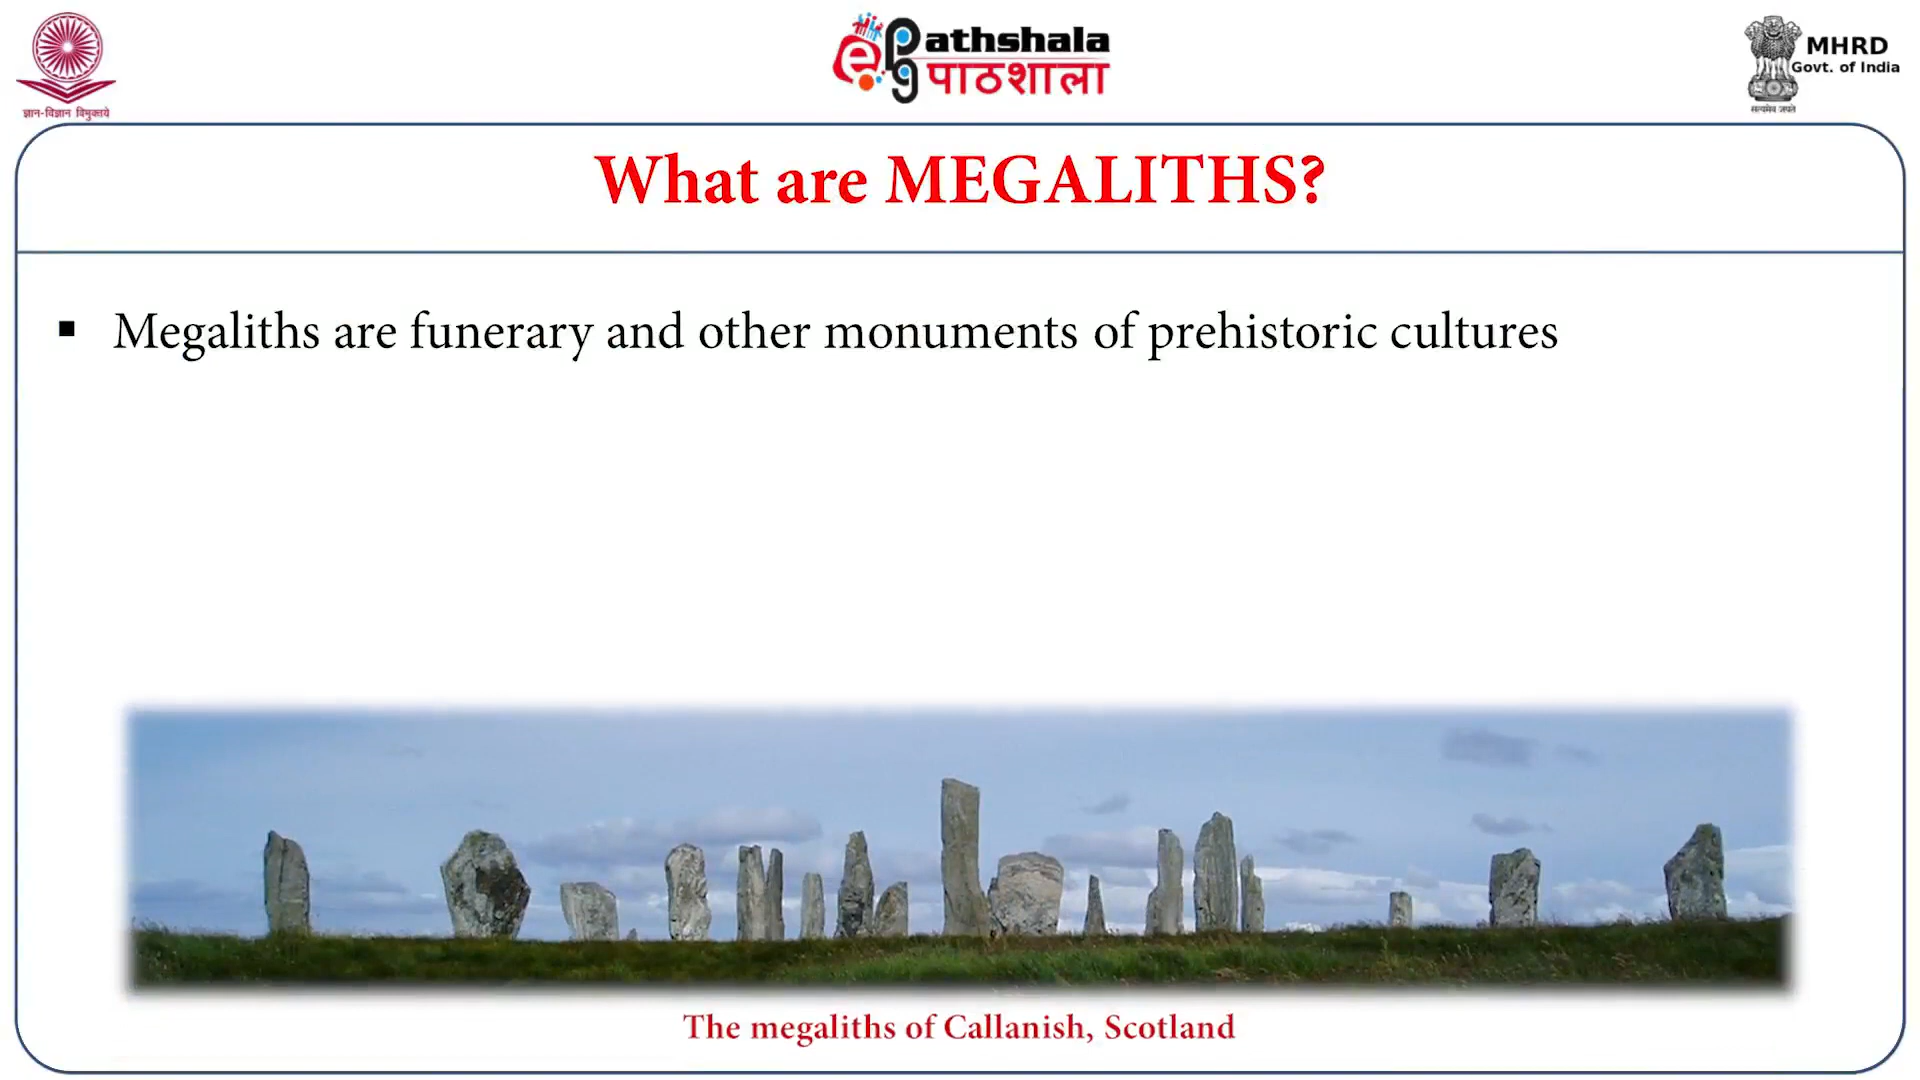 ज्ञान-विज्ञान विमुक्तये
ePathshala
पाठशाला
MHRD
Govt. of India
सत्यमेव जयते
What are MEGALITHS?
▪ Megaliths are funerary and other monuments of prehistoric cultures
The megaliths of Callanish, Scotland